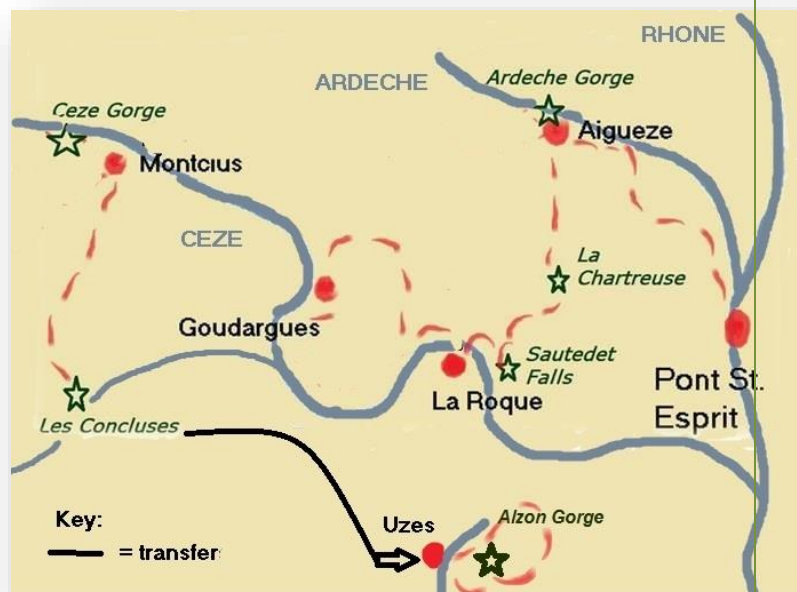 RHONE
ARDECHE
Ardeche Gorge
Ceze Gorge
Aigueze
Montcıus
CEZE
La
Chartreuse
Goudargues
Sautedet
Falls
La Roque
Pont St.
Esprit
Les Concluses
Key:
= transfer
Uzes
Alzon Gorge